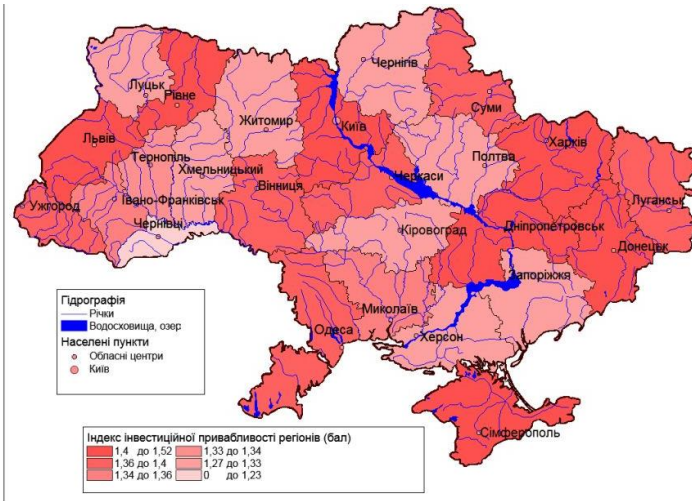 Чернігів
Луцьк
Рівне
Суми
Житомир
Київ
Львів
Харків
Тернопіль
Полтва
Хмельницький
Черкаси
Вінниця
Ужгород
Івано-Франківськ
Луганськ
Чернівці
Кіровоград
Дніпропетровськ
Донецьк
Запоріжжя
Миколаїв
Одеса
Херсон
Сімферополь
Гідрографія
Річки
Водосховища, озер
Населені пункти
Обласні центри
Київ
Індекс інвестиційної привабливості регіонів (бал)
1,4 до 1,52 1,33 до 1,34
1,36 до 1,4 1,27 до 1,33
1,34 до 1,36 0 до 1,23